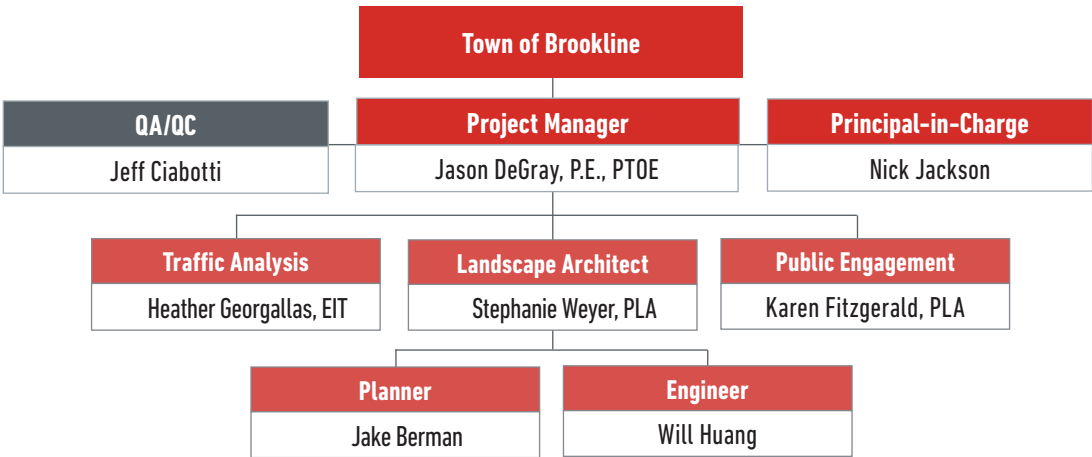 Town of Brookline
QA/QC
Jeff Ciabotti
Project Manager
Jason DeGray, P.E., PTOE
Principal-in-Charge
Nick Jackson
Traffic Analysis
Heather Georgallas, EIT
Landscape Architect
Stephanie Weyer, PLA
Public Engagement
Karen Fitzgerald, PLA
Planner
Jake Berman
Engineer
Will Huang